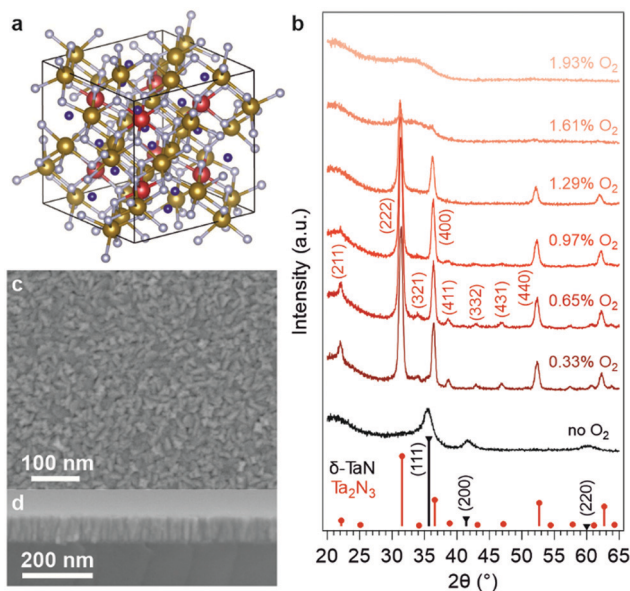 a
b
1.93% O₂
1.61% O₂
1.29% O₂
0.97% O₂
0.65% O₂
0.33% O₂
no O₂
(211)
(222)
(321)
(400)
(411)
(332)
(431)
(440)
Intensity (a.u.)
δ-TaN
Ta₂N₃
(111)
(200)
(220)
20 25 30 35 40 45 50 55 60 65
2θ (°)
c
100 nm
d
200 nm